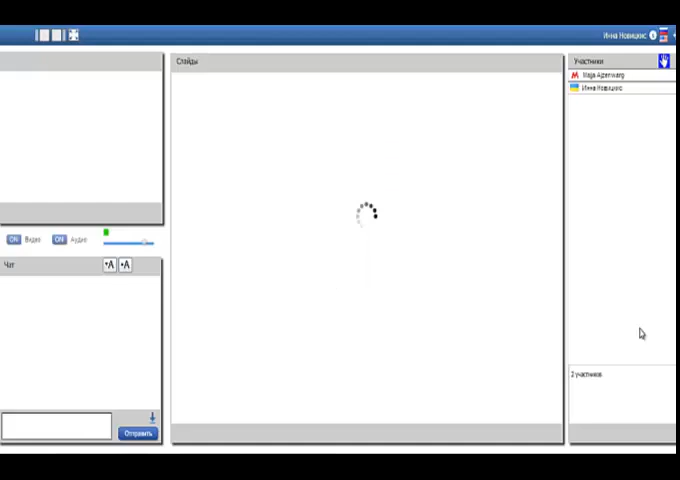 Инна Новицкис
Слайды
Участники
Инна Новицкис
ON Видео ON Аудио
Чат
+A -A
2 участников
Отправить